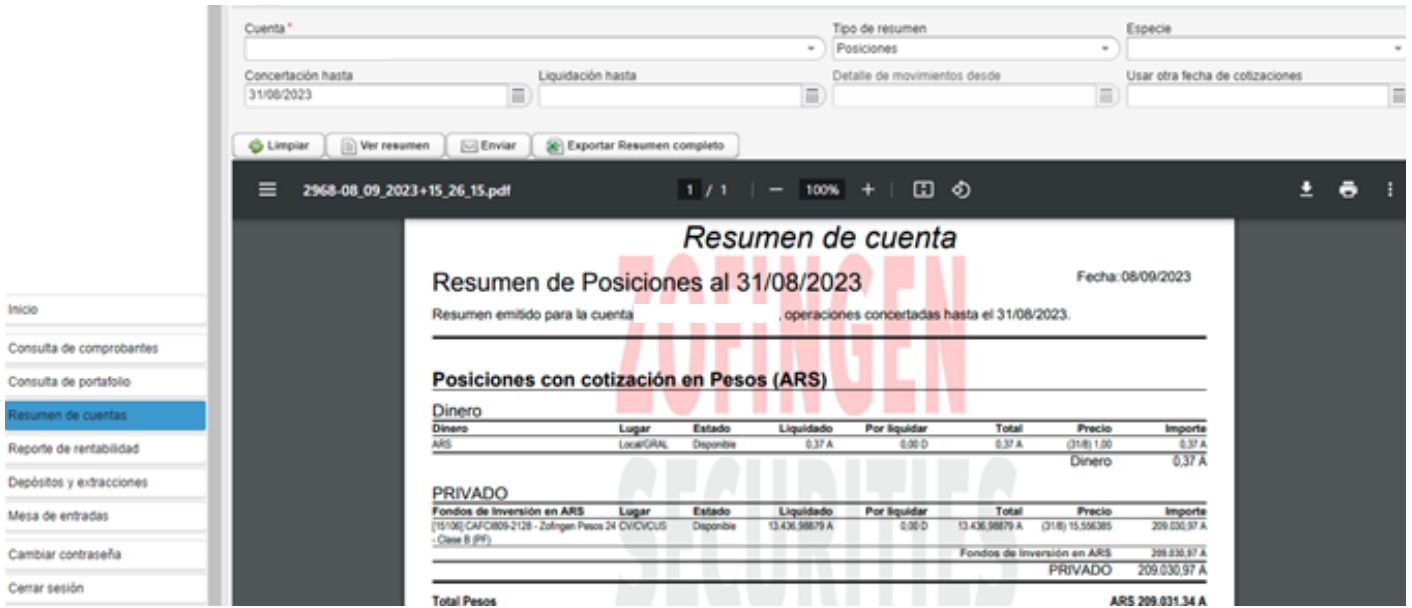 Cuenta *
Tipo de resumen
Especie
Posiciones
Concertación hasta
Liquidación hasta
Detalle de movimientos desde
Usar otra fecha de cotizaciones
31/08/2023
Limpiar
Ver resumen
Enviar
Exportar Resumen completo
2968-08_09_2023+15_26_15.pdf
1 / 1
100%
Inicio
Consulta de comprobantes
Consulta de portafolio
Resumen de cuentas
Reporte de rentabilidad
Depósitos y extracciones
Mesa de entradas
Cambiar contraseña
Cerrar sesión
ZOFINGEN
SECURITIES
Resumen de cuenta
Resumen de Posiciones al 31/08/2023
Fecha: 08/09/2023
Resumen emitido para la cuenta , operaciones concertadas hasta el 31/08/2023.
Posiciones con cotización en Pesos (ARS)
Dinero
Dinero Lugar Estado Liquidado Por liquidar Total Precio Importe
ARS Local/GRAL Disponible 0,37 A 0,00 D 0,37 A (31/8) 1,00 0,37 A
Dinero 0,37 A
PRIVADO
Fondos de Inversión en ARS Lugar Estado Liquidado Por liquidar Total Precio Importe
[15106] CAFCI809-2128 - Zofingen Pesos 24 CV/CVCUS Disponible 13.436,98879 A 0,00 D 13.436,98879 A (31/8) 15,556385 209.030,97 A
- Clase B (PF)
Fondos de Inversión en ARS 209.030,97 A
PRIVADO 209.030,97 A
Total Pesos ARS 209.031,34 A